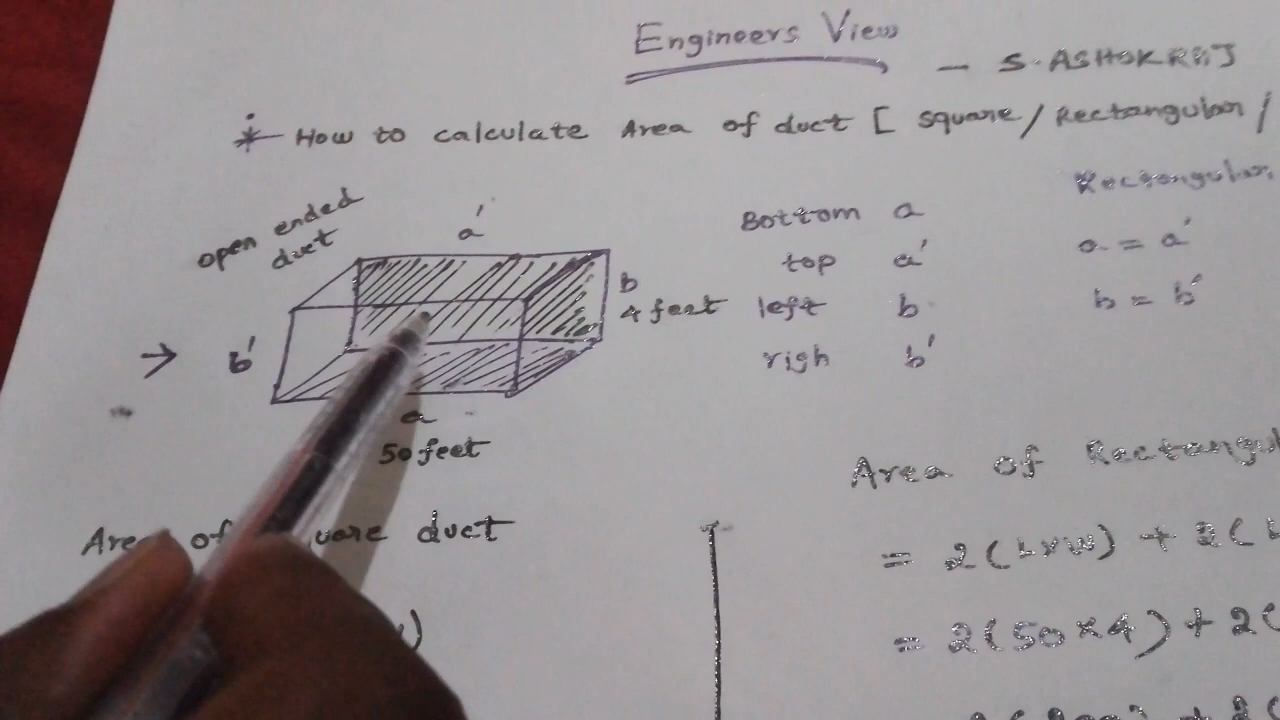 Engineers View
— S. ASHOKRAJ
* How to calculate Area of duct [ square / Rectangular /
open ended
duct
a'
b
4 feet
→ b'
a
50 feet
Bottom a
top a'
left b
righ b'
Rectangular
a = a'
b = b'
Area of duct
Area of Rectangul
= 2(L×W) + 2(
= 2(50×4) + 2(